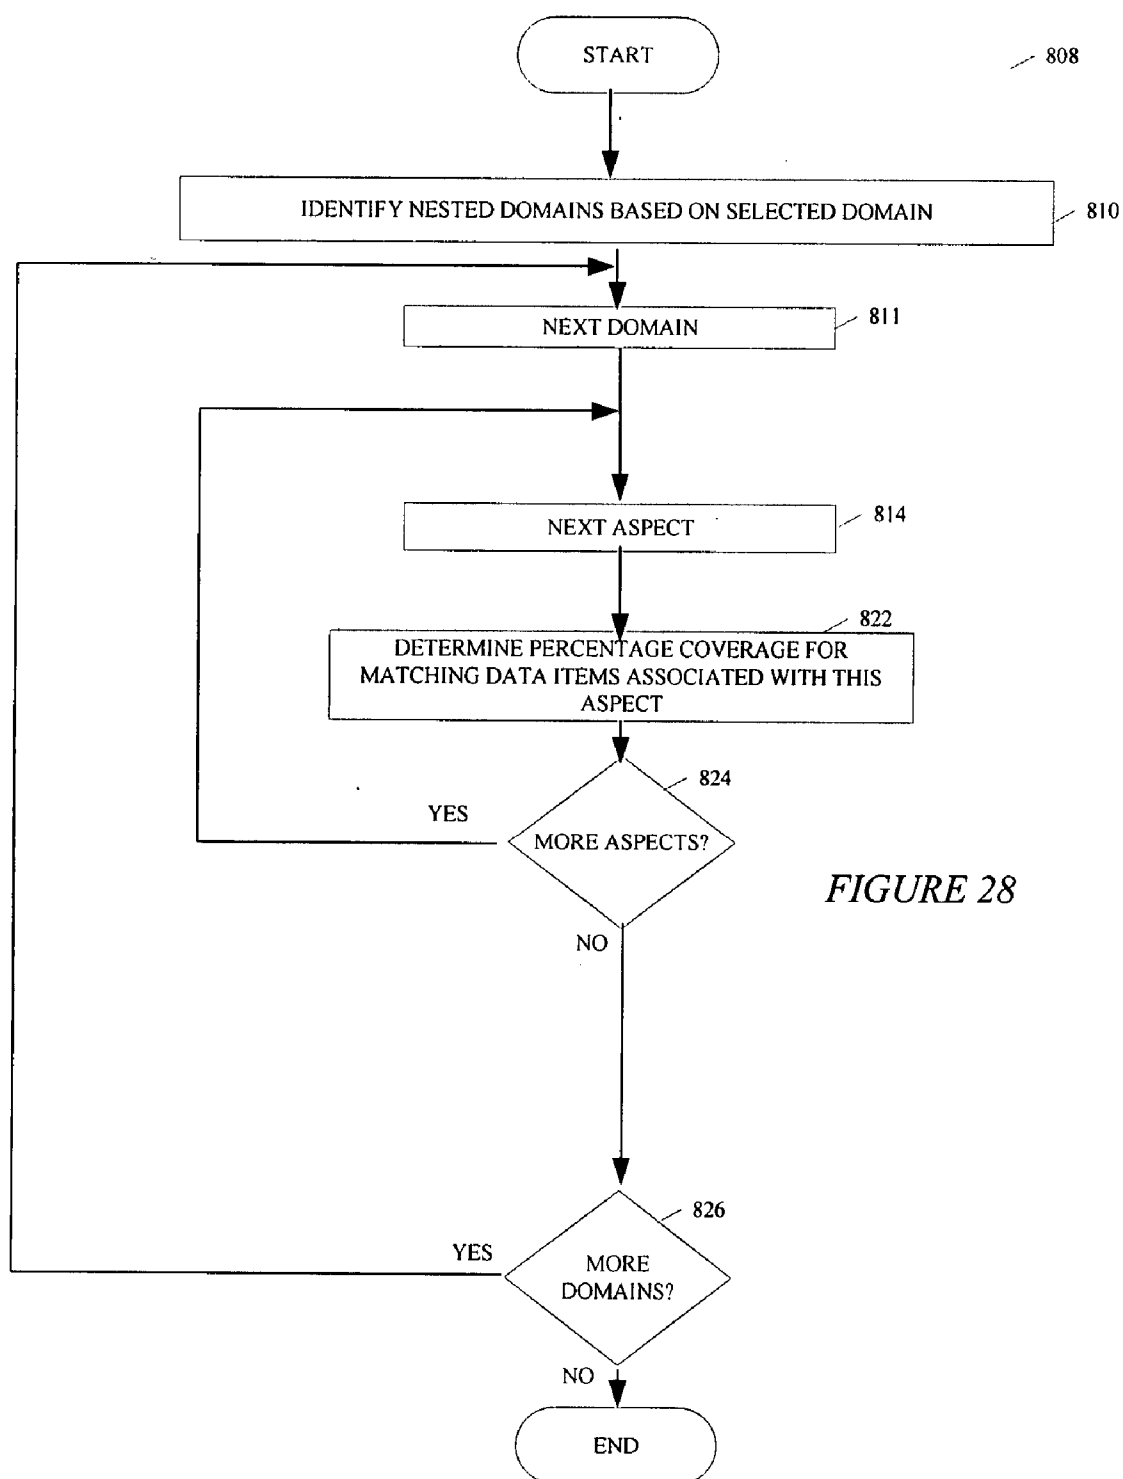 START
808
IDENTIFY NESTED DOMAINS BASED ON SELECTED DOMAIN
810
NEXT DOMAIN
811
NEXT ASPECT
814
822
DETERMINE PERCENTAGE COVERAGE FOR
MATCHING DATA ITEMS ASSOCIATED WITH THIS
ASPECT
824
YES
MORE ASPECTS?
FIGURE 28
NO
826
YES
MORE
DOMAINS?
NO
END